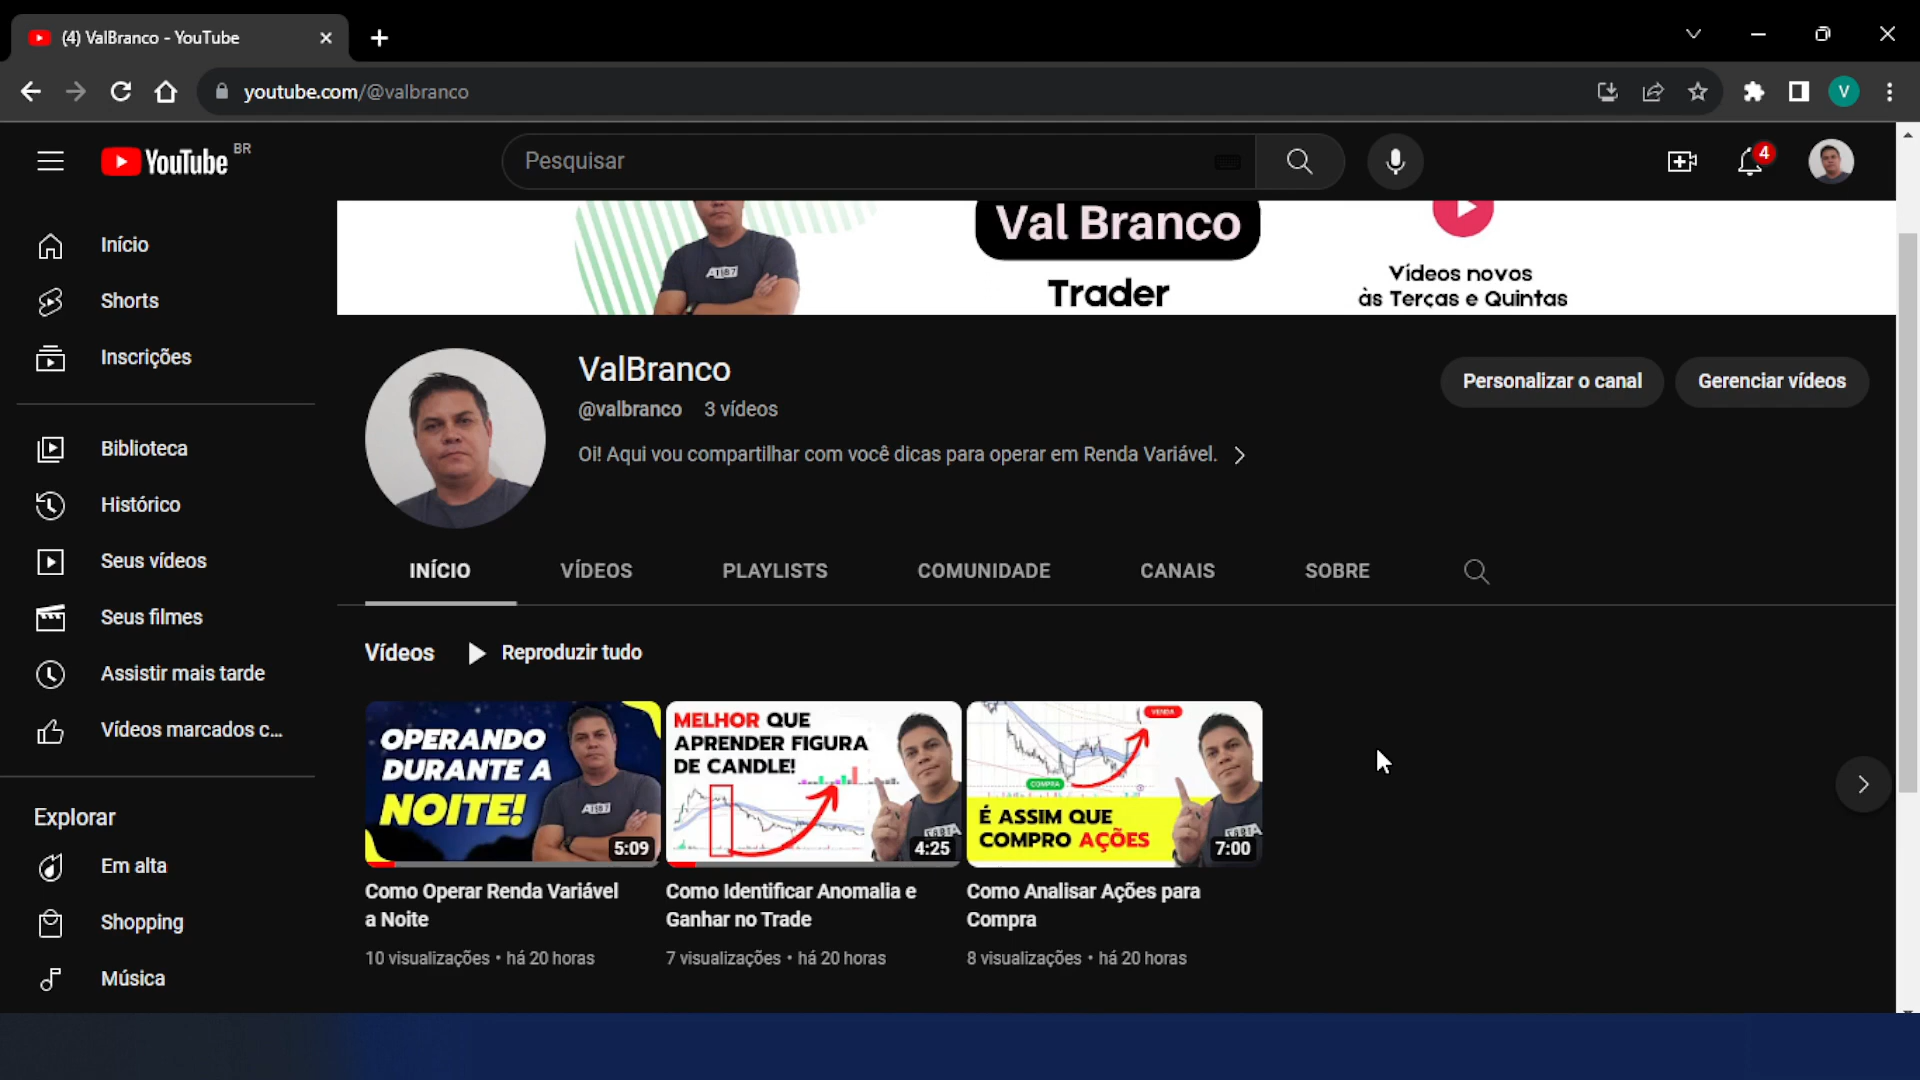 (4) ValBranco - YouTube
youtube.com/@valbranco
V
YouTube BR
Pesquisar
4
Início
Shorts
Inscrições
Biblioteca
Histórico
Seus vídeos
Seus filmes
Assistir mais tarde
Vídeos marcados c...
Explorar
Em alta
Shopping
Música
Val Branco
Trader
Vídeos novos
às Terças e Quintas
ValBranco
@valbranco 3 vídeos
Oi! Aqui vou compartilhar com você dicas para operar em Renda Variável.
Personalizar o canal
Gerenciar vídeos
INÍCIO VÍDEOS PLAYLISTS COMUNIDADE CANAIS SOBRE
Vídeos Reproduzir tudo
OPERANDO
DURANTE A
NOITE!
5:09
Como Operar Renda Variável
a Noite
10 visualizações • há 20 horas
MELHOR QUE
APRENDER FIGURA
DE CANDLE!
4:25
Como Identificar Anomalia e
Ganhar no Trade
7 visualizações • há 20 horas
VENDA
COMPRA
É ASSIM QUE
COMPRO AÇÕES
7:00
Como Analisar Ações para
Compra
8 visualizações • há 20 horas